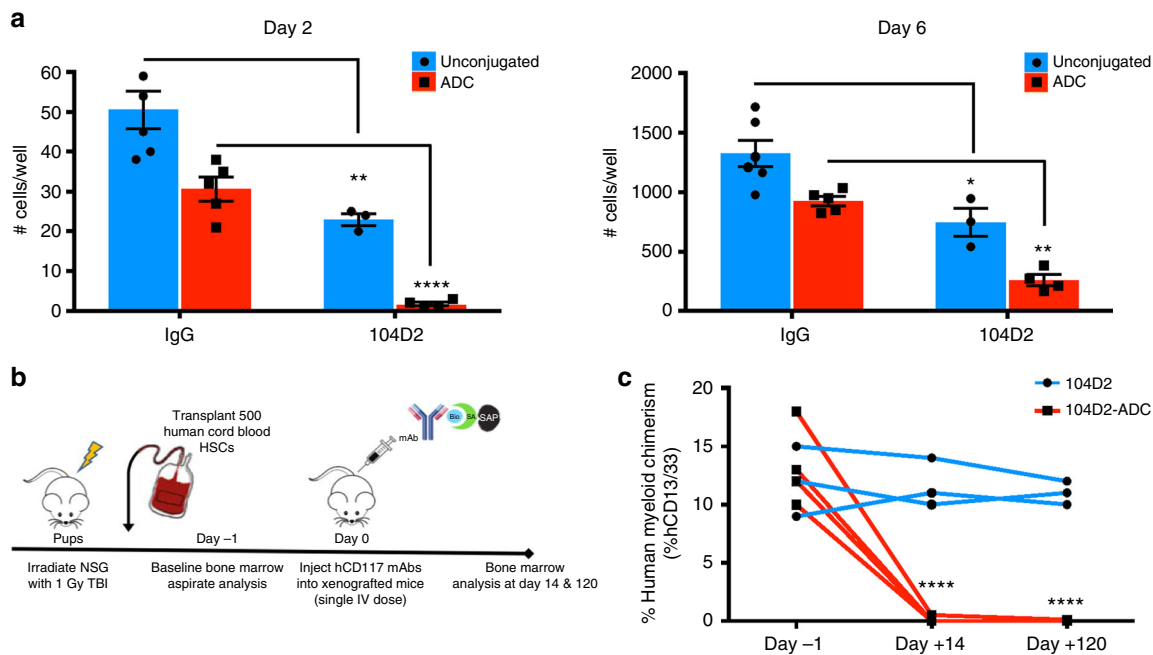 a
Day 2
Unconjugated
ADC
# cells/well
60
50
40
30
20
10
0
**
****
IgG
104D2
Day 6
Unconjugated
ADC
# cells/well
2000
1500
1000
500
0
*
**
IgG
104D2
b
Transplant 500
human cord blood
HSCs
mAb
Bio
SA
SAP
Pups
Day –1
Day 0
Irradiate NSG
with 1 Gy TBI
Baseline bone marrow
aspirate analysis
Inject hCD117 mAbs
into xenografted mice
(single IV dose)
Bone marrow
analysis at day 14 & 120
c
104D2
104D2-ADC
% Human myeloid chimerism
(%hCD13/33)
20
15
10
5
0
****
****
Day –1
Day +14
Day +120